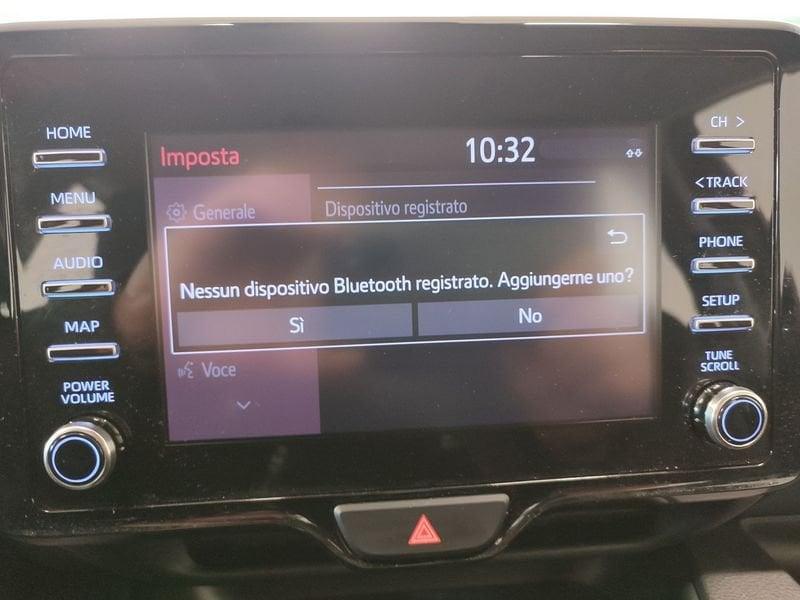 HOME
MENU
AUDIO
MAP
POWER
VOLUME
Imposta
10:32
Generale
Dispositivo registrato
Nessun dispositivo Bluetooth registrato. Aggiungerne uno?
Sì
No
Voce
CH >
< TRACK
PHONE
SETUP
TUNE
SCROLL